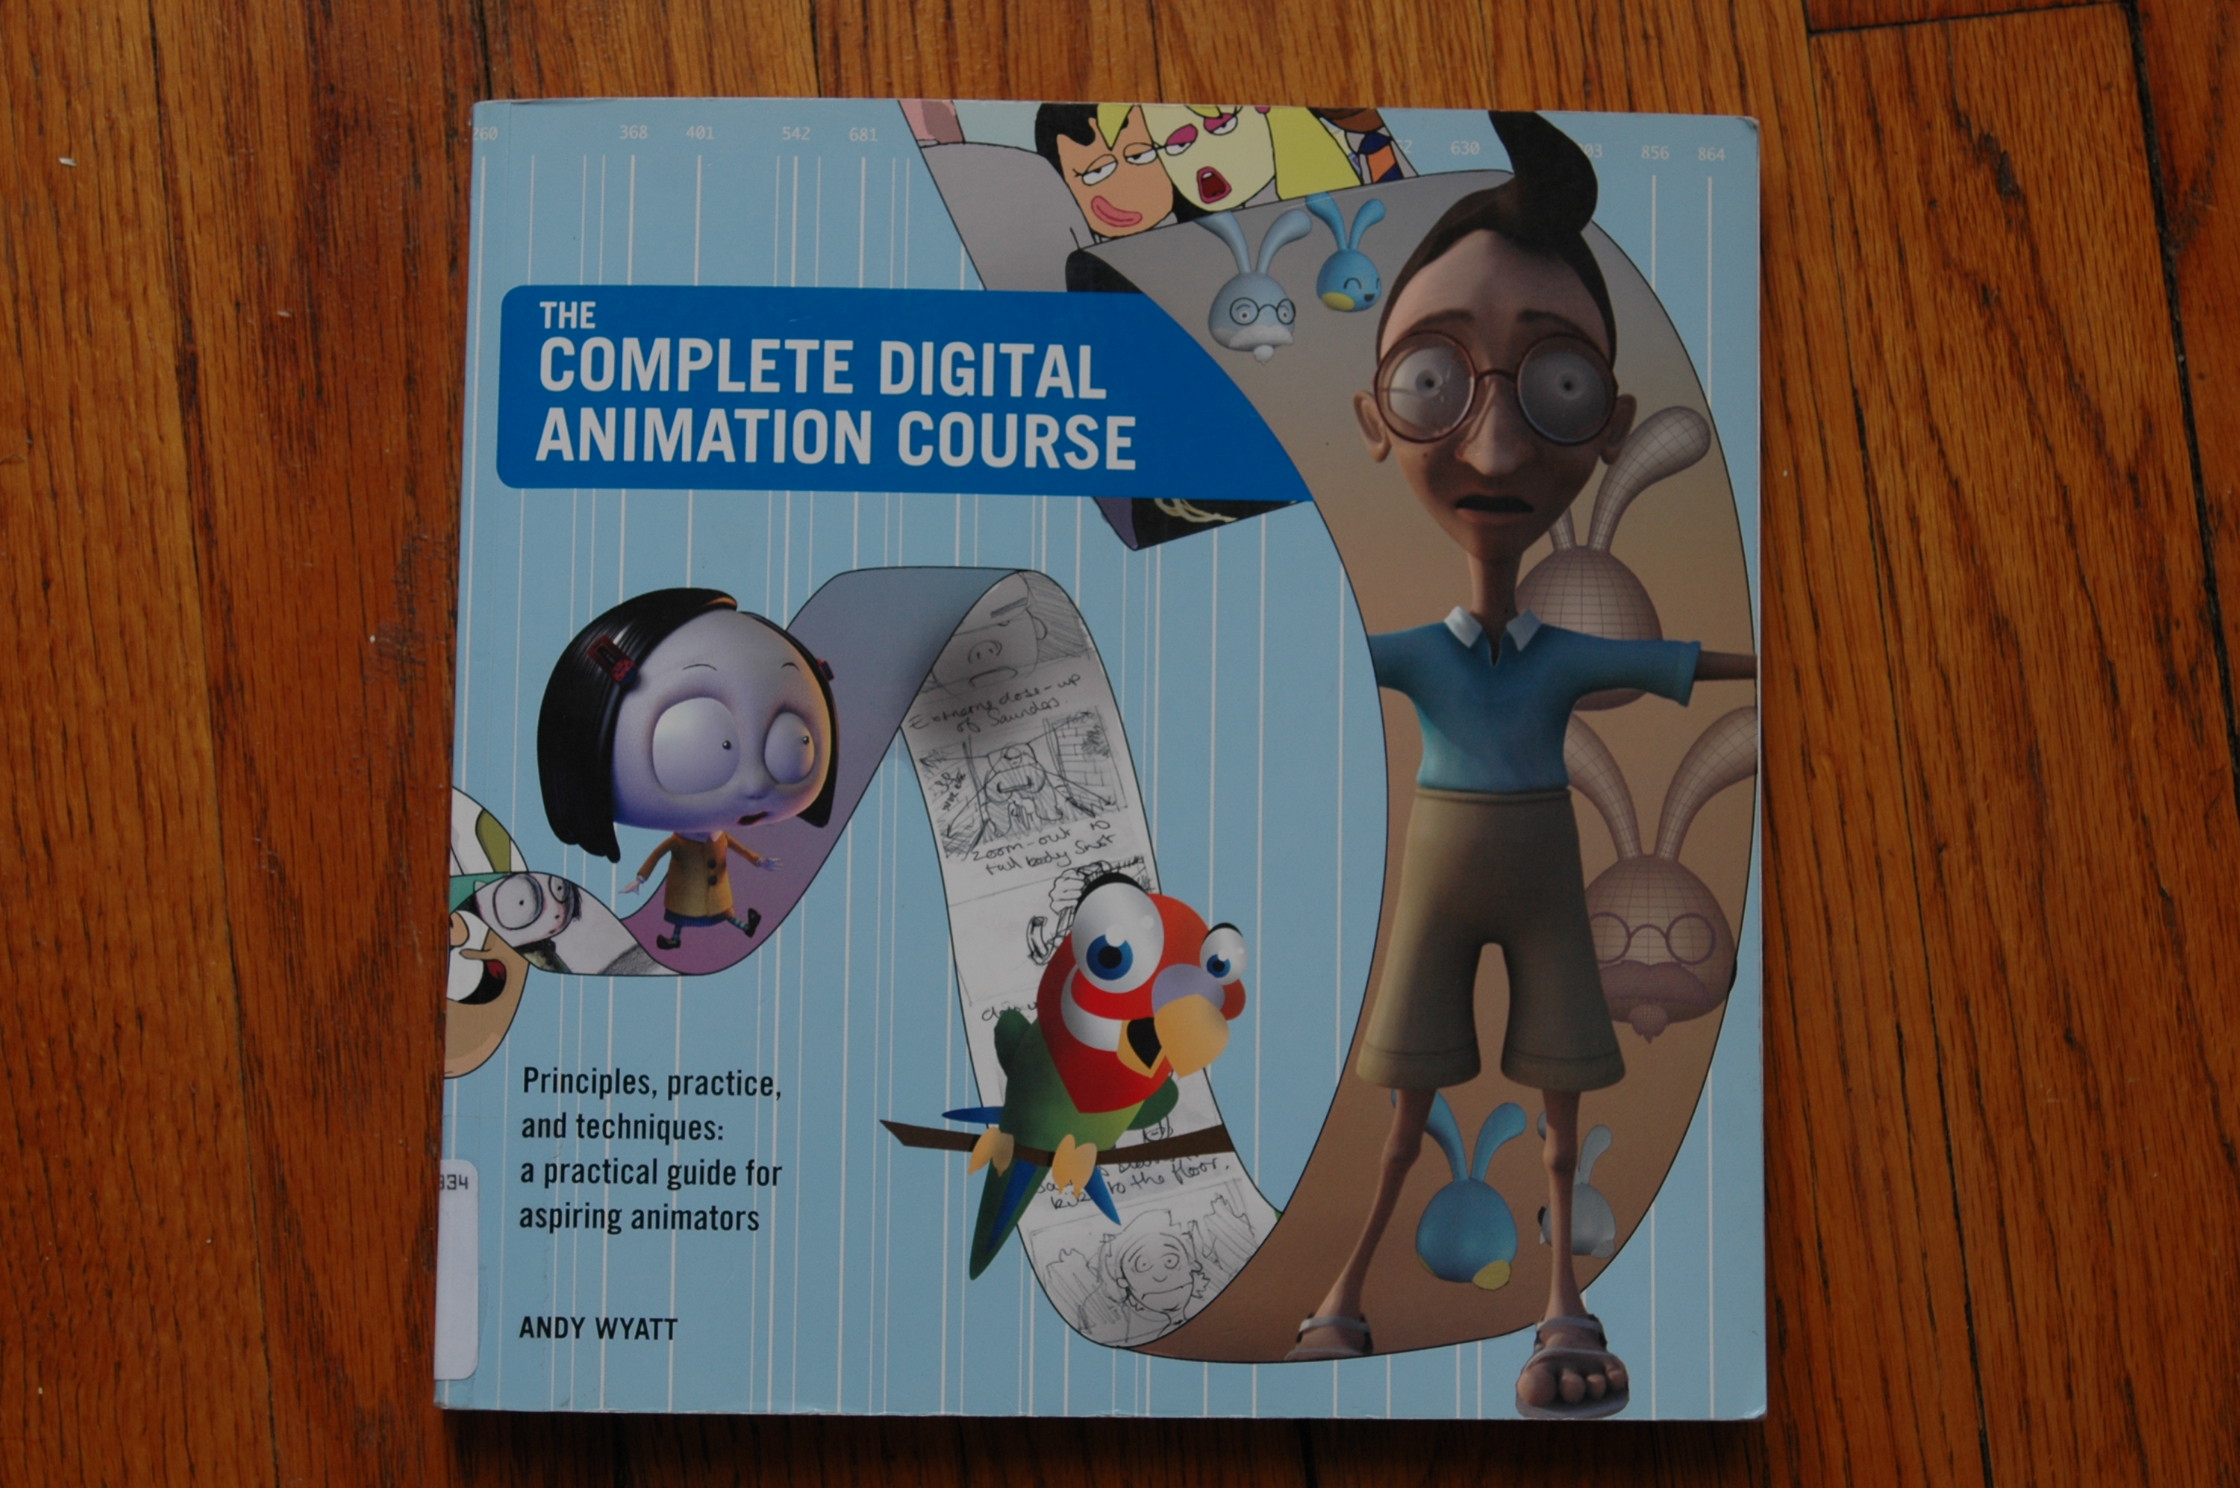 260 368 401 542 681 630 856 864
THE
COMPLETE DIGITAL
ANIMATION COURSE
Extreme close-up
of Saundas
zoom-out to
full body shot
to the floor.
Principles, practice,
and techniques:
a practical guide for
aspiring animators
334
ANDY WYATT